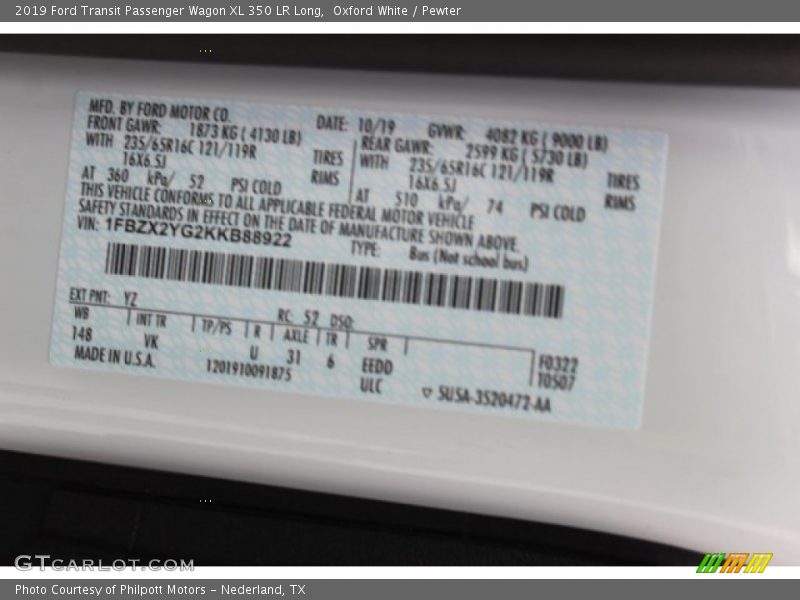 2019 Ford Transit Passenger Wagon XL 350 LR Long,  Oxford White / Pewter
MFD. BY FORD MOTOR CO.
DATE: 10/19 GVWR: 4082 KG ( 9000 LB)
FRONT GAWR: 1873 KG ( 4130 LB)
REAR GAWR: 2599 KG ( 5730 LB)
WITH 235/65R16C 121/119R TIRES
WITH 235/65R16C 121/119R TIRES
16X6.5J RIMS
16X6.5J RIMS
AT 360 kPa/ 52 PSI COLD
AT 510 kPa/ 74 PSI COLD
THIS VEHICLE CONFORMS TO ALL APPLICABLE FEDERAL MOTOR VEHICLE
SAFETY STANDARDS IN EFFECT ON THE DATE OF MANUFACTURE SHOWN ABOVE.
VIN: 1FBZX2YG2KKB88922
TYPE: Bus (Not school bus)
EXT PNT: YZ RC: 52 DSO:
WB INT TR TP/PS R AXLE TR SPR
148 VK U 31 6 EEDD F0322
MADE IN U.S.A. 1201910091875 ULC T0507
▽ 5U5A-3520472-AA
GTCARLOT.COM
Photo Courtesy of Philpott Motors - Nederland, TX